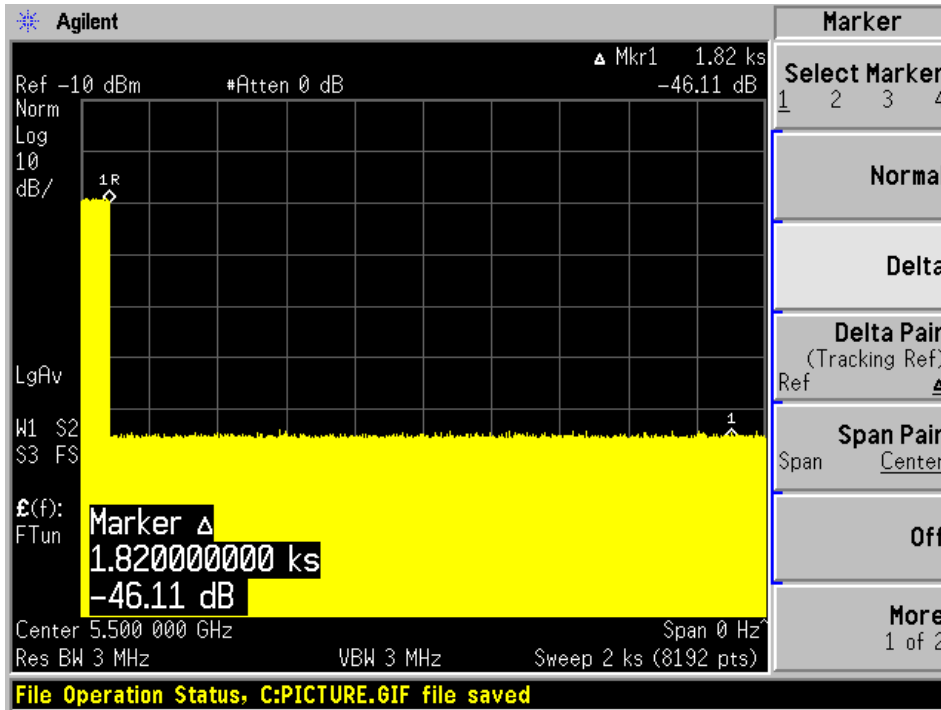 Agilent
Marker
Δ Mkr1 1.82 ks
Ref -10 dBm #Atten 0 dB -46.11 dB
Norm
Log
10
dB/
1R
LgAv
W1 S2
S3 FS
£(f):
FTun
1
Marker Δ
1.820000000 ks
-46.11 dB
Center 5.500 000 GHz Span 0 Hz^
Res BW 3 MHz VBW 3 MHz Sweep 2 ks (8192 pts)
File Operation Status, C:PICTURE.GIF file saved
Select Marker
1 2 3 4
Norma
Delta
Delta Pair
(Tracking Ref)
Ref Δ
Span Pair
Span Center
Off
More
1 of 2